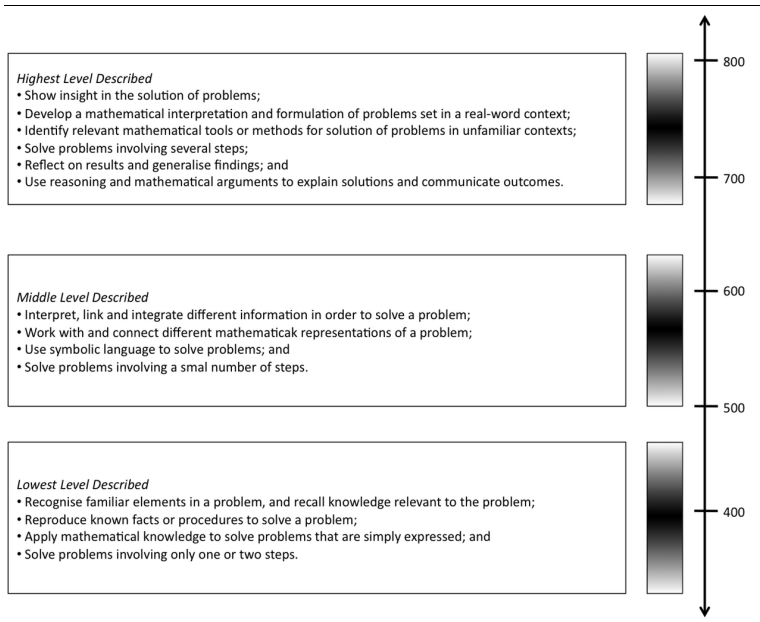 Highest Level Described
• Show insight in the solution of problems;
• Develop a mathematical interpretation and formulation of problems set in a real-word context;
• Identify relevant mathematical tools or methods for solution of problems in unfamiliar contexts;
• Solve problems involving several steps;
• Reflect on results and generalise findings; and
• Use reasoning and mathematical arguments to explain solutions and communicate outcomes.
800
700
Middle Level Described
• Interpret, link and integrate different information in order to solve a problem;
• Work with and connect different mathematicak representations of a problem;
• Use symbolic language to solve problems; and
• Solve problems involving a smal number of steps.
600
500
Lowest Level Described
• Recognise familiar elements in a problem, and recall knowledge relevant to the problem;
• Reproduce known facts or procedures to solve a problem;
• Apply mathematical knowledge to solve problems that are simply expressed; and
• Solve problems involving only one or two steps.
400